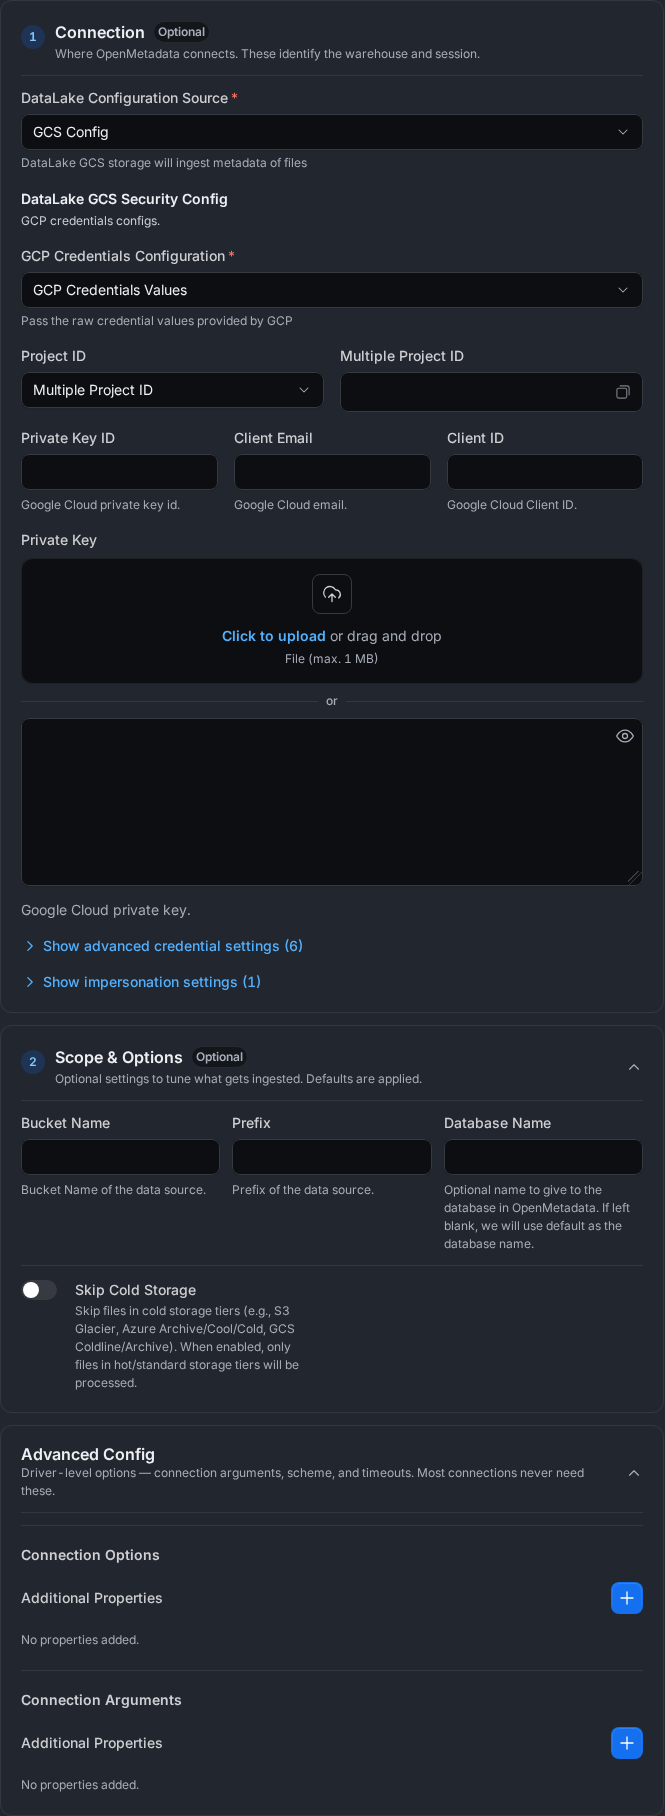 1
Connection Optional
Where OpenMetadata connects. These identify the warehouse and session.
DataLake Configuration Source *
GCS Config
DataLake GCS storage will ingest metadata of files
DataLake GCS Security Config
GCP credentials configs.
GCP Credentials Configuration *
GCP Credentials Values
Pass the raw credential values provided by GCP
Project ID
Multiple Project ID
Multiple Project ID
Private Key ID
Client Email
Client ID
Google Cloud private key id.
Google Cloud email.
Google Cloud Client ID.
Private Key
Click to upload or drag and drop
File (max. 1 MB)
or
Google Cloud private key.
Show advanced credential settings (6)
Show impersonation settings (1)
2
Scope & Options Optional
Optional settings to tune what gets ingested. Defaults are applied.
Bucket Name
Prefix
Database Name
Bucket Name of the data source.
Prefix of the data source.
Optional name to give to the
database in OpenMetadata. If left
blank, we will use default as the
database name.
Skip Cold Storage
Skip files in cold storage tiers (e.g., S3
Glacier, Azure Archive/Cool/Cold, GCS
Coldline/Archive). When enabled, only
files in hot/standard storage tiers will be
processed.
Advanced Config
Driver-level options — connection arguments, scheme, and timeouts. Most connections never need
these.
Connection Options
Additional Properties
No properties added.
Connection Arguments
Additional Properties
No properties added.